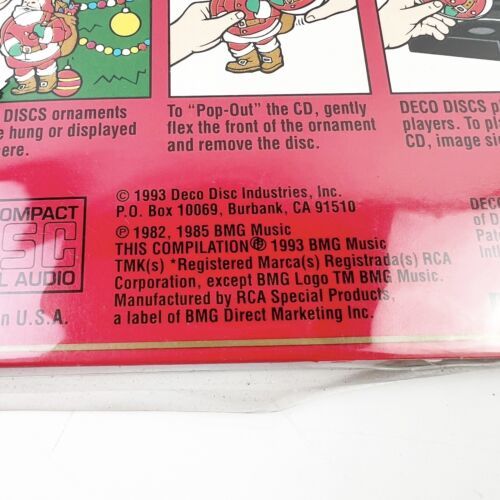 DISCS ornaments
hung or displayed
ere.
To "Pop-Out" the CD, gently
flex the front of the ornament
and remove the disc.
DECO DISCS p
players. To pl
CD, image si
COMPACT
DISC
L AUDIO
n U.S.A.
© 1993 Deco Disc Industries, Inc.
P.O. Box 10069, Burbank, CA 91510
℗ 1982, 1985 BMG Music
THIS COMPILATION ℗ 1993 BMG Music
TMK(s) *Registered Marca(s) Registrada(s) RCA
Corporation, except BMG Logo TM BMG Music.
Manufactured by RCA Special Products,
a label of BMG Direct Marketing Inc.
DECO
of D
Pate
Int